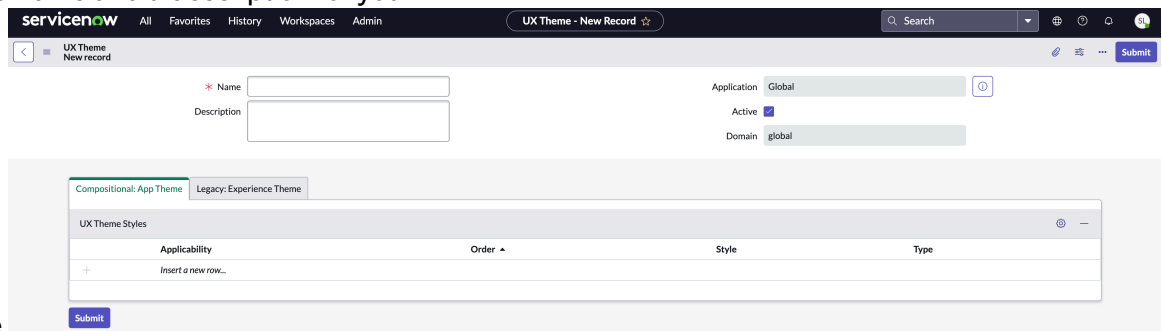 servicenow All Favorites History Workspaces Admin UX Theme - New Record Search SL
UX Theme
New record
Submit
* Name
Application Global
Description
Active
Domain global
Compositional: App Theme Legacy: Experience Theme
UX Theme Styles
Applicability Order Style Type
Insert a new row...
Submit